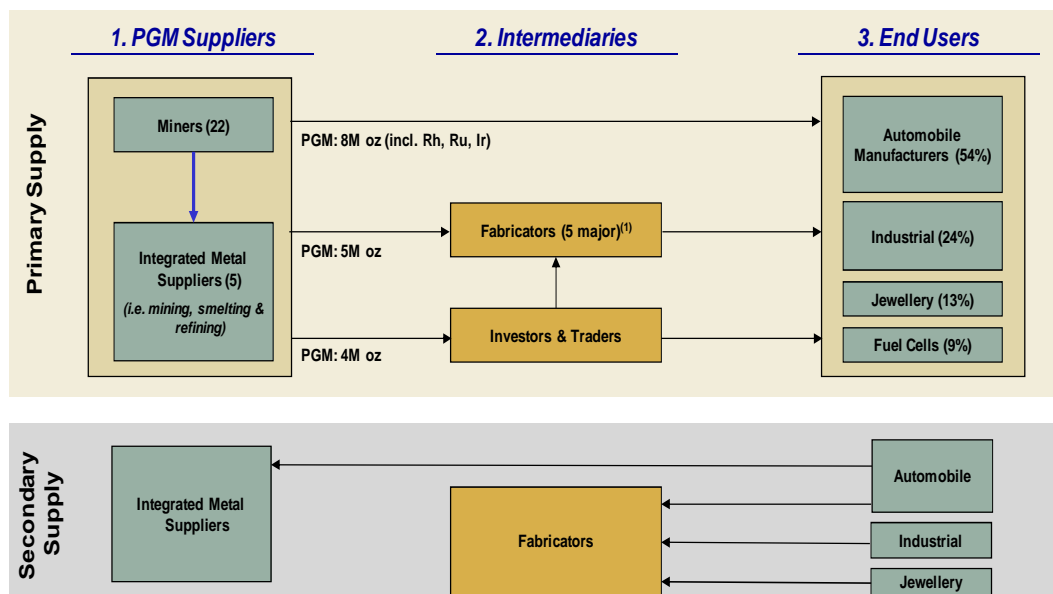 1. PGM Suppliers
2. Intermediaries
3. End Users
Primary Supply
Miners (22)
PGM: 8M oz (incl. Rh, Ru, Ir)
Automobile
Manufacturers (54%)
Integrated Metal
Suppliers (5)
(i.e. mining, smelting &
refining)
PGM: 5M oz
Fabricators (5 major)(1)
Industrial (24%)
PGM: 4M oz
Investors & Traders
Jewellery (13%)
Fuel Cells (9%)
Secondary
Supply
Integrated Metal
Suppliers
Fabricators
Automobile
Industrial
Jewellery